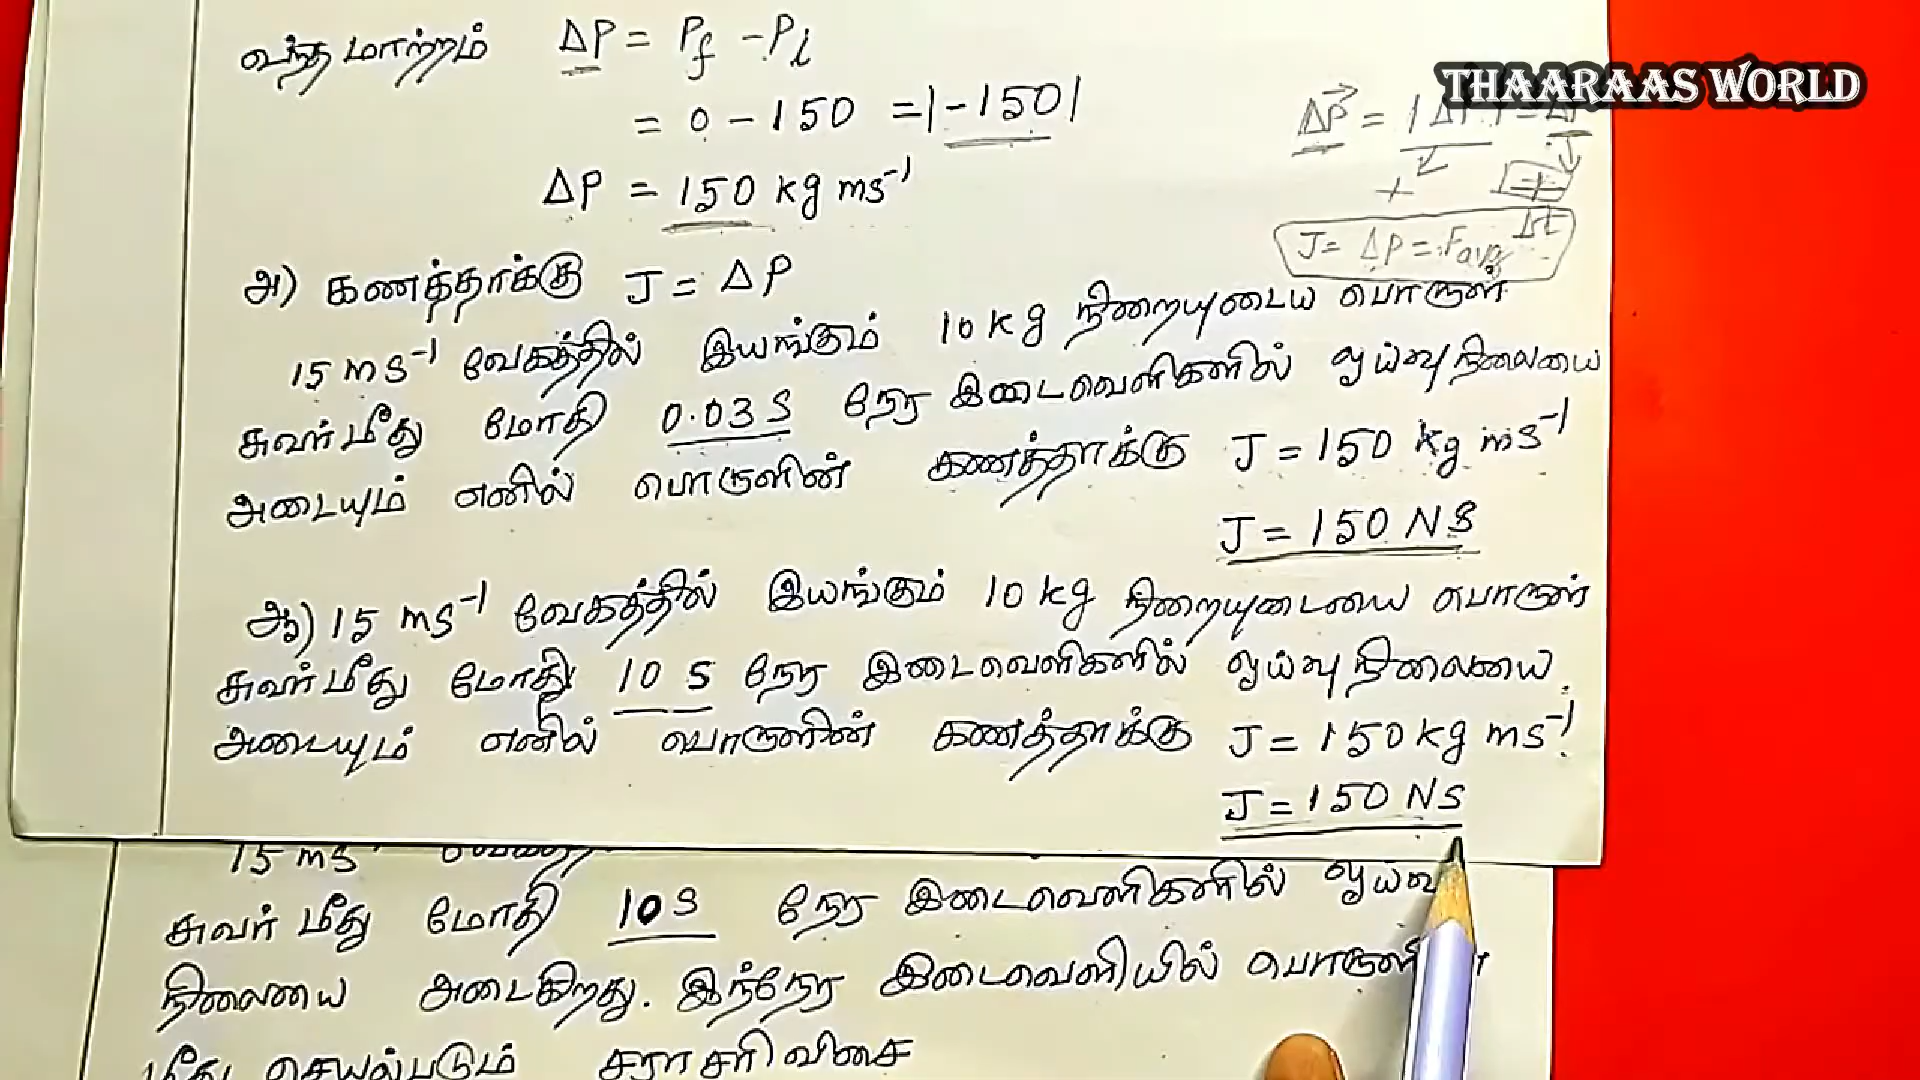 வந்த மாற்றம் ΔP = Pf - Pi
= 0 - 150 = |-150|
ΔP = 150 kg ms⁻¹
THAARAAS WORLD
J = ΔP = Favg Δt
அ) கணத்தாக்கு J = ΔP
15 ms⁻¹ வேகத்தில் இயங்கும் 10 kg நிறையுடைய பொருள்
சுவர் மீது மோதி 0.03 S நேர இடைவெளிகளில் ஓய்வு நிலையை
அடையும் எனில் பொருளின் கணத்தாக்கு J = 150 kg ms⁻¹
J = 150 NS
ஆ) 15 ms⁻¹ வேகத்தில் இயங்கும் 10 kg நிறையுடையை பொருள்
சுவர் மீது மோதி 10 S நேர இடைவெளிகளில் ஓய்வு நிலையை
அடையும் எனில் பொருளின் கணத்தாக்கு J = 150 kg ms⁻¹
J = 150 NS
15 ms⁻¹
சுவர் மீது மோதி 10 S நேர இடைவெளிகளில்
நிலையை அடைகிறது. இந்நேர இடைவெளியில்
மீது செயல்படும் சராசரி விசை